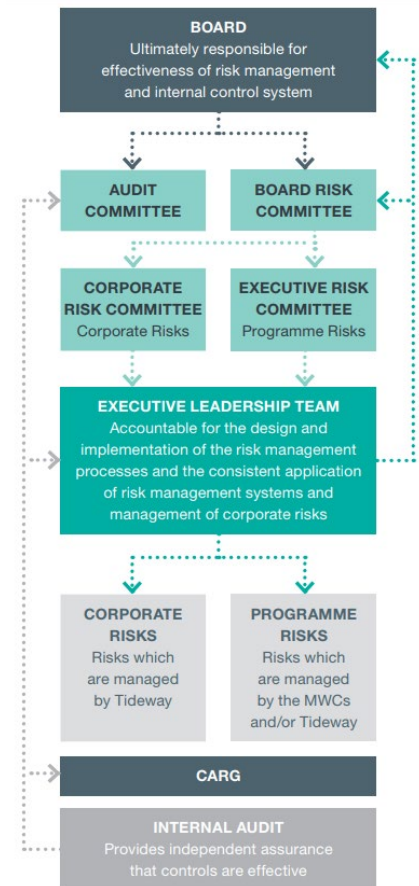 BOARD
Ultimately responsible for
effectiveness of risk management
and internal control system
AUDIT
COMMITTEE
BOARD RISK
COMMITTEE
CORPORATE
RISK COMMITTEE
Corporate Risks
EXECUTIVE RISK
COMMITTEE
Programme Risks
EXECUTIVE LEADERSHIP TEAM
Accountable for the design and
implementation of the risk management
processes and the consistent application
of risk management systems and
management of corporate risks
CORPORATE
RISKS
Risks which
are managed
by Tideway
PROGRAMME
RISKS
Risks which
are managed
by the MWCs
and/or Tideway
CARG
INTERNAL AUDIT
Provides independent assurance
that controls are effective